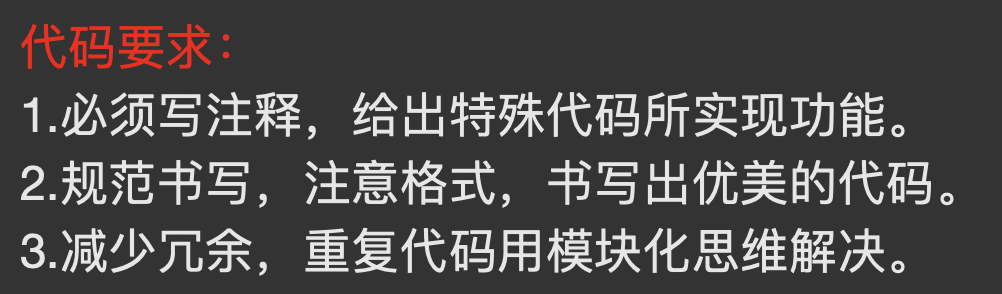 代码要求：
1.必须写注释，给出特殊代码所实现功能。
2.规范书写，注意格式，书写出优美的代码。
3.减少冗余，重复代码用模块化思维解决。